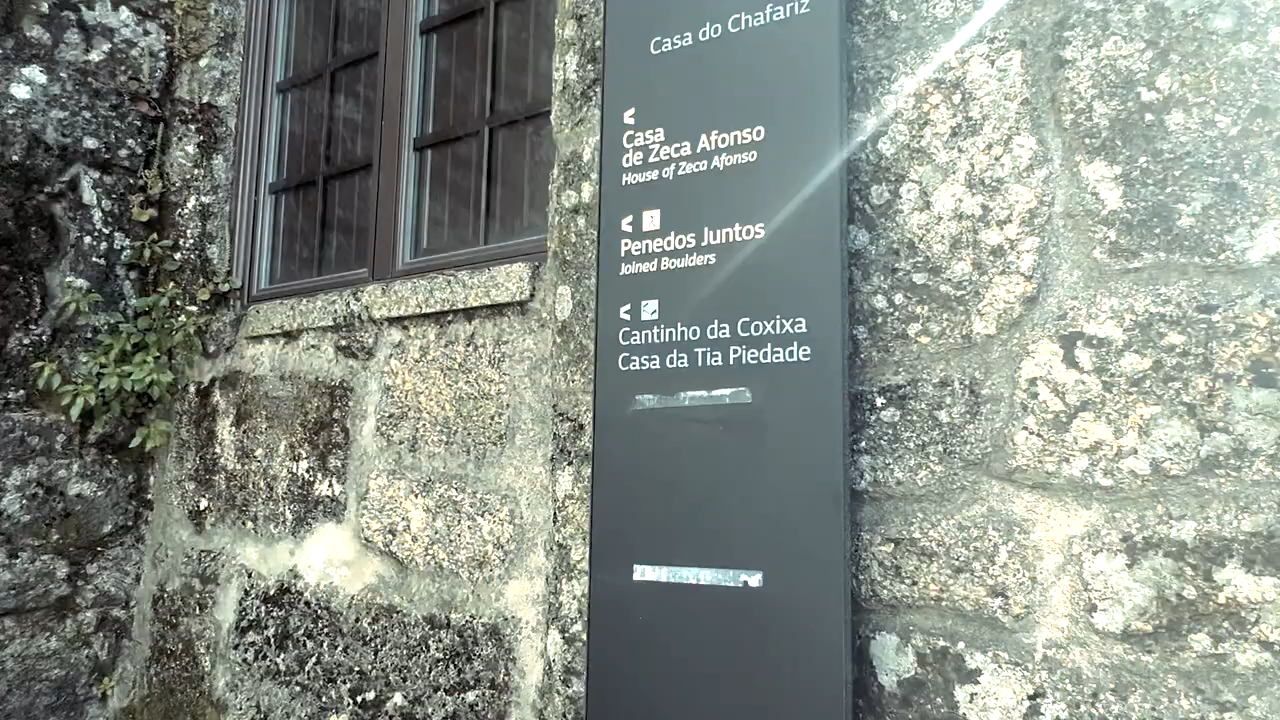 Casa do Chafariz
<
Casa
de Zeca Afonso
House of Zeca Afonso
<
Penedos Juntos
Joined Boulders
<
Cantinho da Coxixa
Casa da Tia Piedade